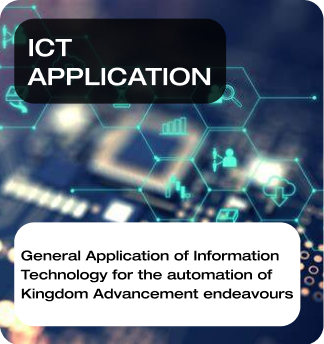 ICT
APPLICATION
General Application of Information
Technology for the automation of
Kingdom Advancement endeavours